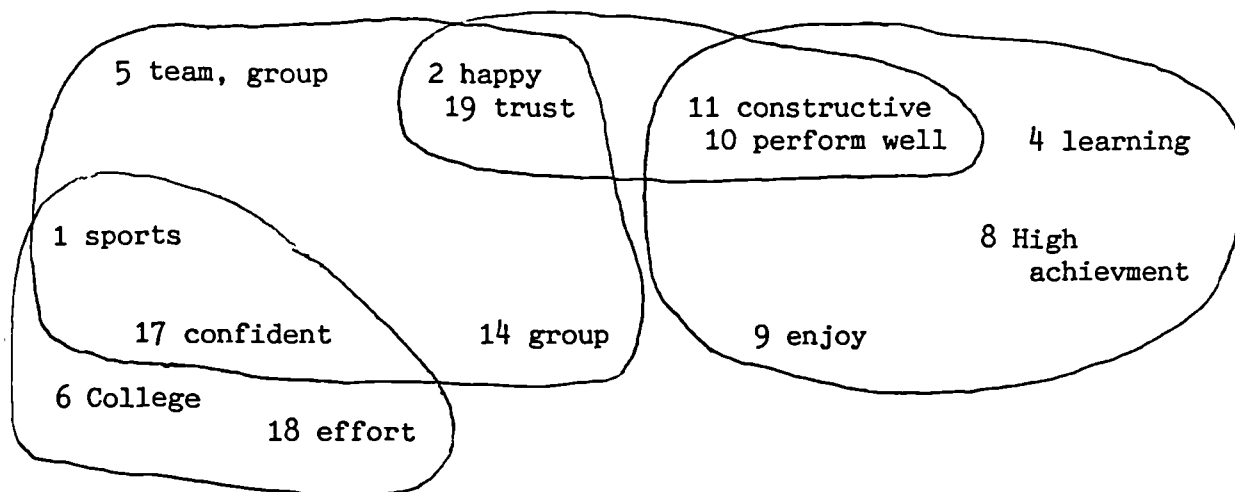 5 team, group
2 happy
19 trust
11 constructive
10 perform well
4 learning
1 sports
8 High
achievment
17 confident
14 group
9 enjoy
6 College
18 effort